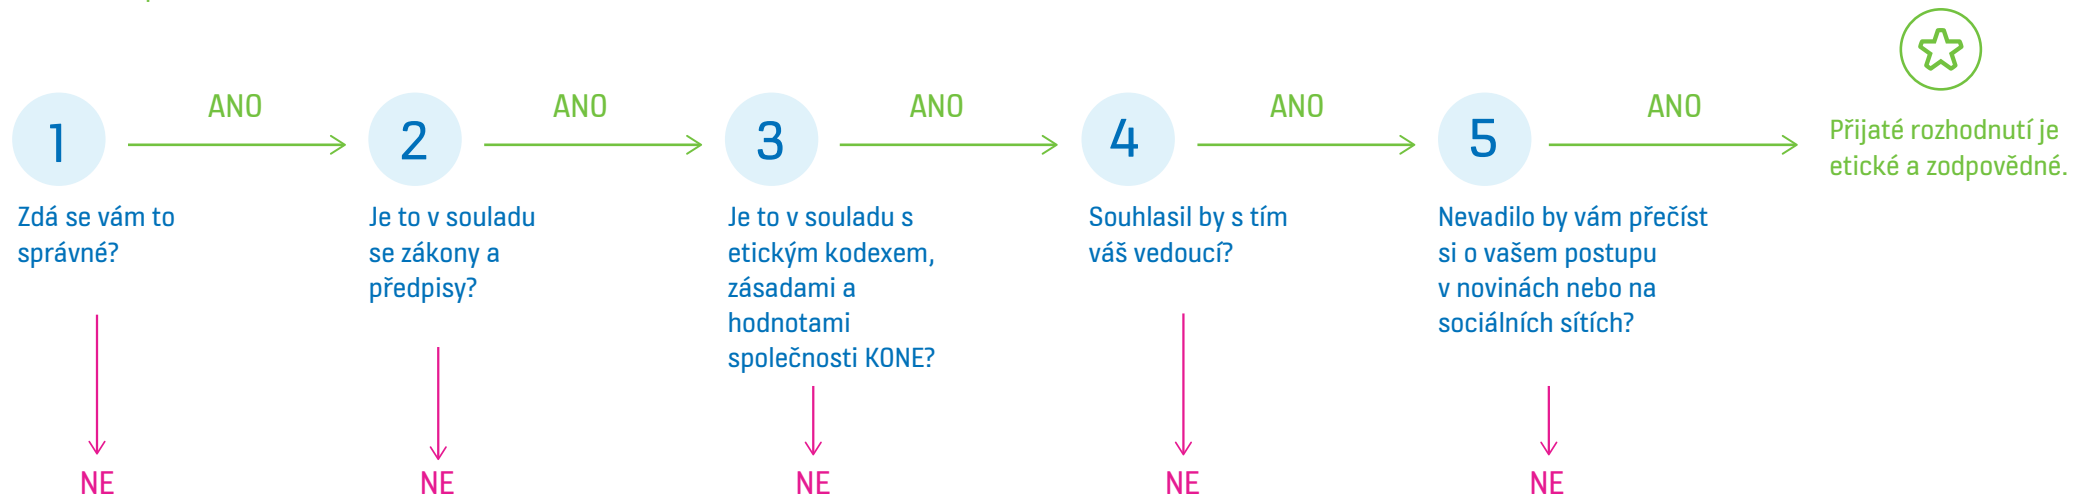 ANO
ANO
ANO
ANO
ANO
1
2
3
4
5
Přijaté rozhodnutí je
etické a zodpovědné.
Zdá se vám to
správné?
Je to v souladu
se zákony a
předpisy?
Je to v souladu s
etickým kodexem,
zásadami a
hodnotami
společnosti KONE?
Souhlasil by s tím
váš vedoucí?
Nevadilo by vám přečíst
si o vašem postupu
v novinách nebo na
sociálních sítích?
NE
NE
NE
NE
NE